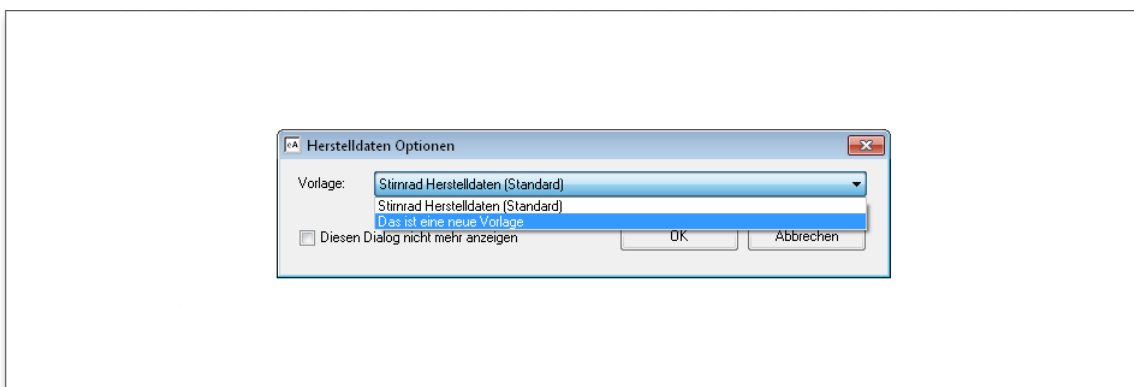 eA Herstelldaten Optionen
Vorlage: Stirnrad Herstelldaten (Standard)
Stirnrad Herstelldaten (Standard)
Das ist eine neue Vorlage
Diesen Dialog nicht mehr anzeigen OK Abbrechen